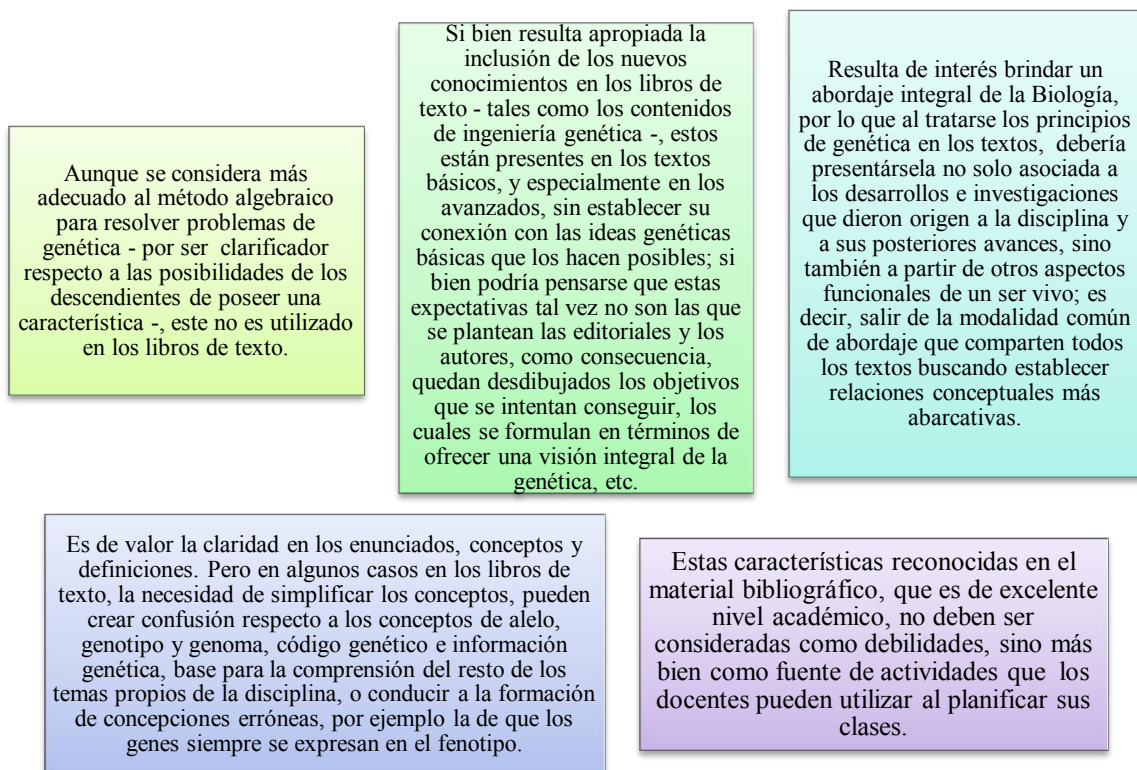 Aunque se considera más
adecuado al método algebraico
para resolver problemas de
genética - por ser clarificador
respecto a las posibilidades de los
descendientes de poseer una
característica -, este no es utilizado
en los libros de texto.
Si bien resulta apropiada la
inclusión de los nuevos
conocimientos en los libros de
texto - tales como los contenidos
de ingeniería genética -, estos
están presentes en los textos
básicos, y especialmente en los
avanzados, sin establecer su
conexión con las ideas genéticas
básicas que los hacen posibles; si
bien podría pensarse que estas
expectativas tal vez no son las que
se plantean las editoriales y los
autores, como consecuencia,
quedan desdibujados los objetivos
que se intentan conseguir, los
cuales se formulan en términos de
ofrecer una visión integral de la
genética, etc.
Resulta de interés brindar un
abordaje integral de la Biología,
por lo que al tratarse los principios
de genética en los textos, debería
presentársela no solo asociada a
los desarrollos e investigaciones
que dieron origen a la disciplina y
a sus posteriores avances, sino
también a partir de otros aspectos
funcionales de un ser vivo; es
decir, salir de la modalidad común
de abordaje que comparten todos
los textos buscando establecer
relaciones conceptuales más
abarcativas.
Es de valor la claridad en los enunciados, conceptos y
definiciones. Pero en algunos casos en los libros de
texto, la necesidad de simplificar los conceptos, pueden
crear confusión respecto a los conceptos de alelo,
genotipo y genoma, código genético e información
genética, base para la comprensión del resto de los
temas propios de la disciplina, o conducir a la formación
de concepciones erróneas, por ejemplo la de que los
genes siempre se expresan en el fenotipo.
Estas características reconocidas en el
material bibliográfico, que es de excelente
nivel académico, no deben ser
consideradas como debilidades, sino más
bien como fuente de actividades que los
docentes pueden utilizar al planificar sus
clases.